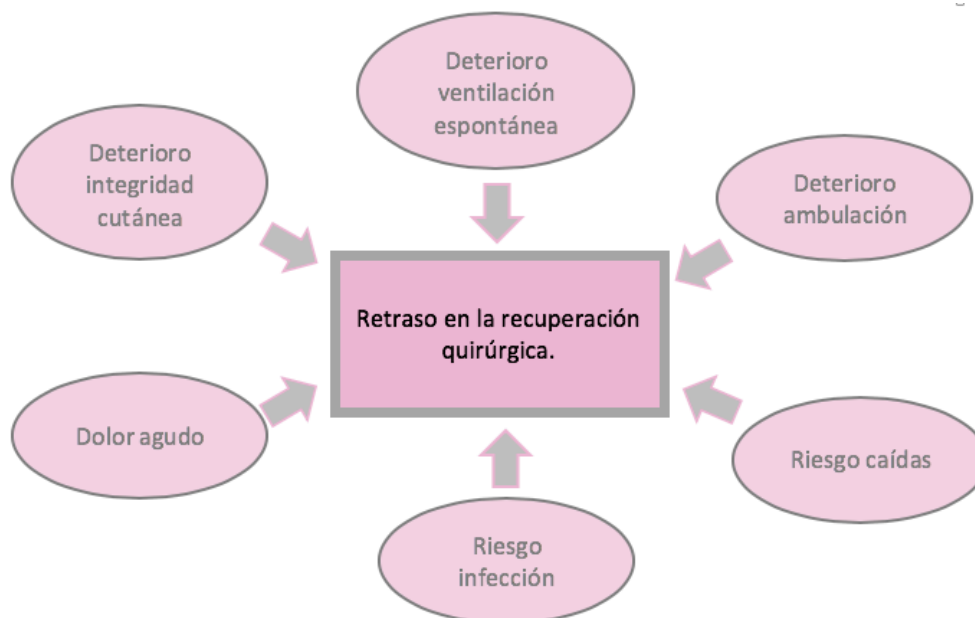 Deterioro
ventilación
espontánea
Deterioro
integridad
cutánea
Deterioro
ambulación
Retraso en la recuperación
quirúrgica.
Dolor agudo
Riesgo caídas
Riesgo
infección